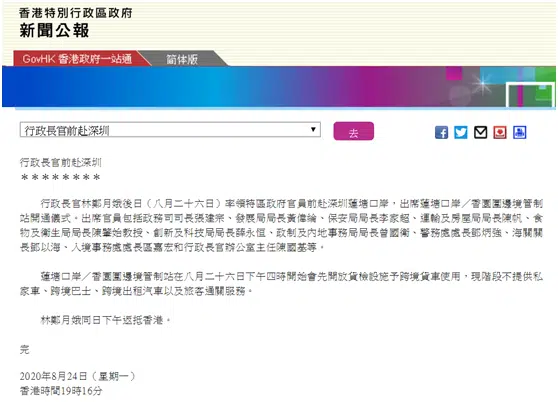 香港特別行政區政府
新聞公報
GovHK 香港政府一站通
简体版
行政長官前赴深圳
去
行政長官前赴深圳
********
行政長官林鄭月娥後日（八月二十六日）率領特區政府官員前赴深圳蓮塘口岸，出席蓮塘口岸／香園圍邊境管制
站開通儀式。出席官員包括政務司司長張建宗、發展局局長黃偉綸、保安局局長李家超、運輸及房屋局局長陳帆、食
物及衞生局局長陳肇始教授、創新及科技局局長薛永恒、政制及內地事務局局長曾國衞、警務處處長鄧炳強、海關關
長鄧以海、入境事務處處長區嘉宏和行政長官辦公室主任陳國基等。
蓮塘口岸／香園圍邊境管制站在八月二十六日下午四時開始會先開放貨檢設施予跨境貨車使用，現階段不提供私
家車、跨境巴士、跨境出租汽車以及旅客通關服務。
林鄭月娥同日下午返抵香港。
完
2020年8月24日（星期一）
香港時間19時16分